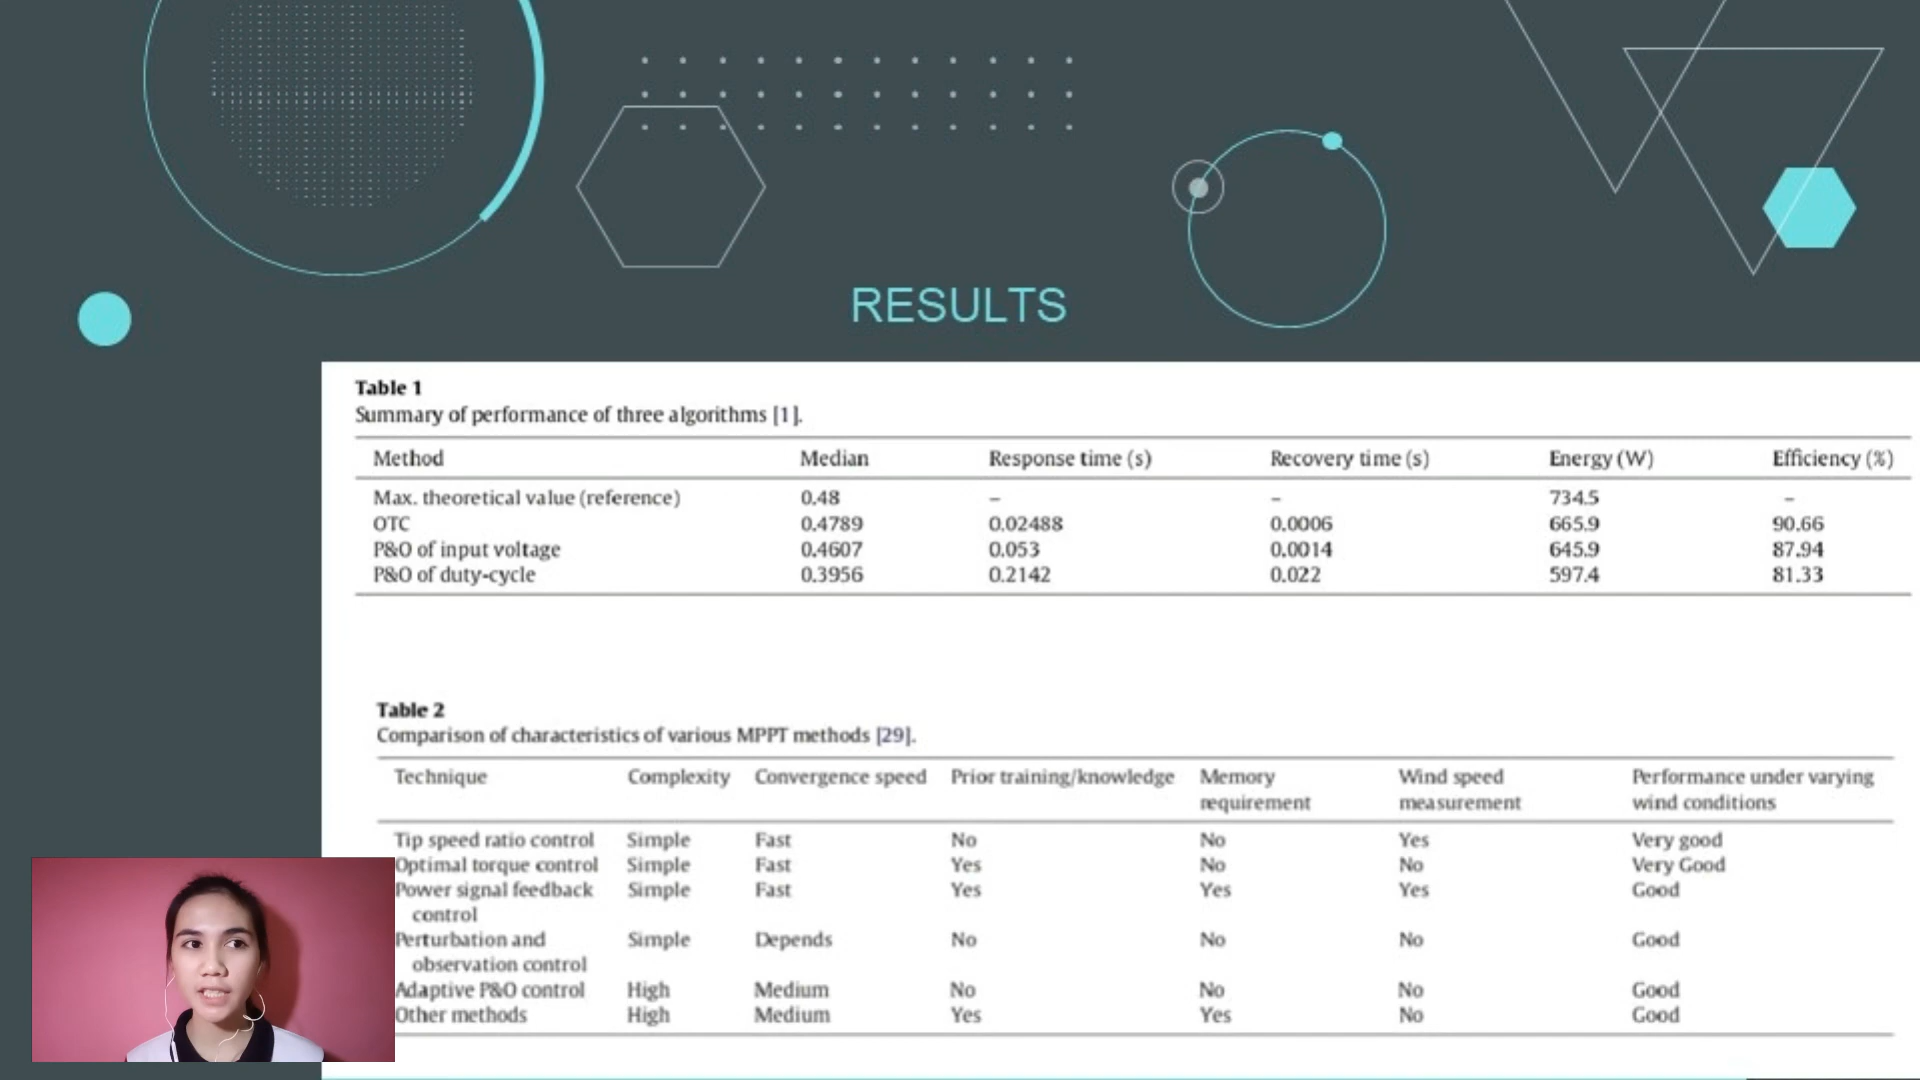 RESULTS
Table 1
Summary of performance of three algorithms [1].
Method Median Response time (s) Recovery time (s) Energy (W) Efficiency (%)
Max. theoretical value (reference) 0.48 – – 734.5 –
OTC 0.4789 0.02488 0.0006 665.9 90.66
P&O of input voltage 0.4607 0.053 0.0014 645.9 87.94
P&O of duty-cycle 0.3956 0.2142 0.022 597.4 81.33
Table 2
Comparison of characteristics of various MPPT methods [29].
Technique Complexity Convergence speed Prior training/knowledge Memory Wind speed Performance under varying
requirement measurement wind conditions
Tip speed ratio control Simple Fast No No Yes Very good
Optimal torque control Simple Fast Yes No No Very Good
Power signal feedback Simple Fast Yes Yes Yes Good
control
Perturbation and Simple Depends No No No Good
observation control
Adaptive P&O control High Medium No No No Good
Other methods High Medium Yes Yes No Good